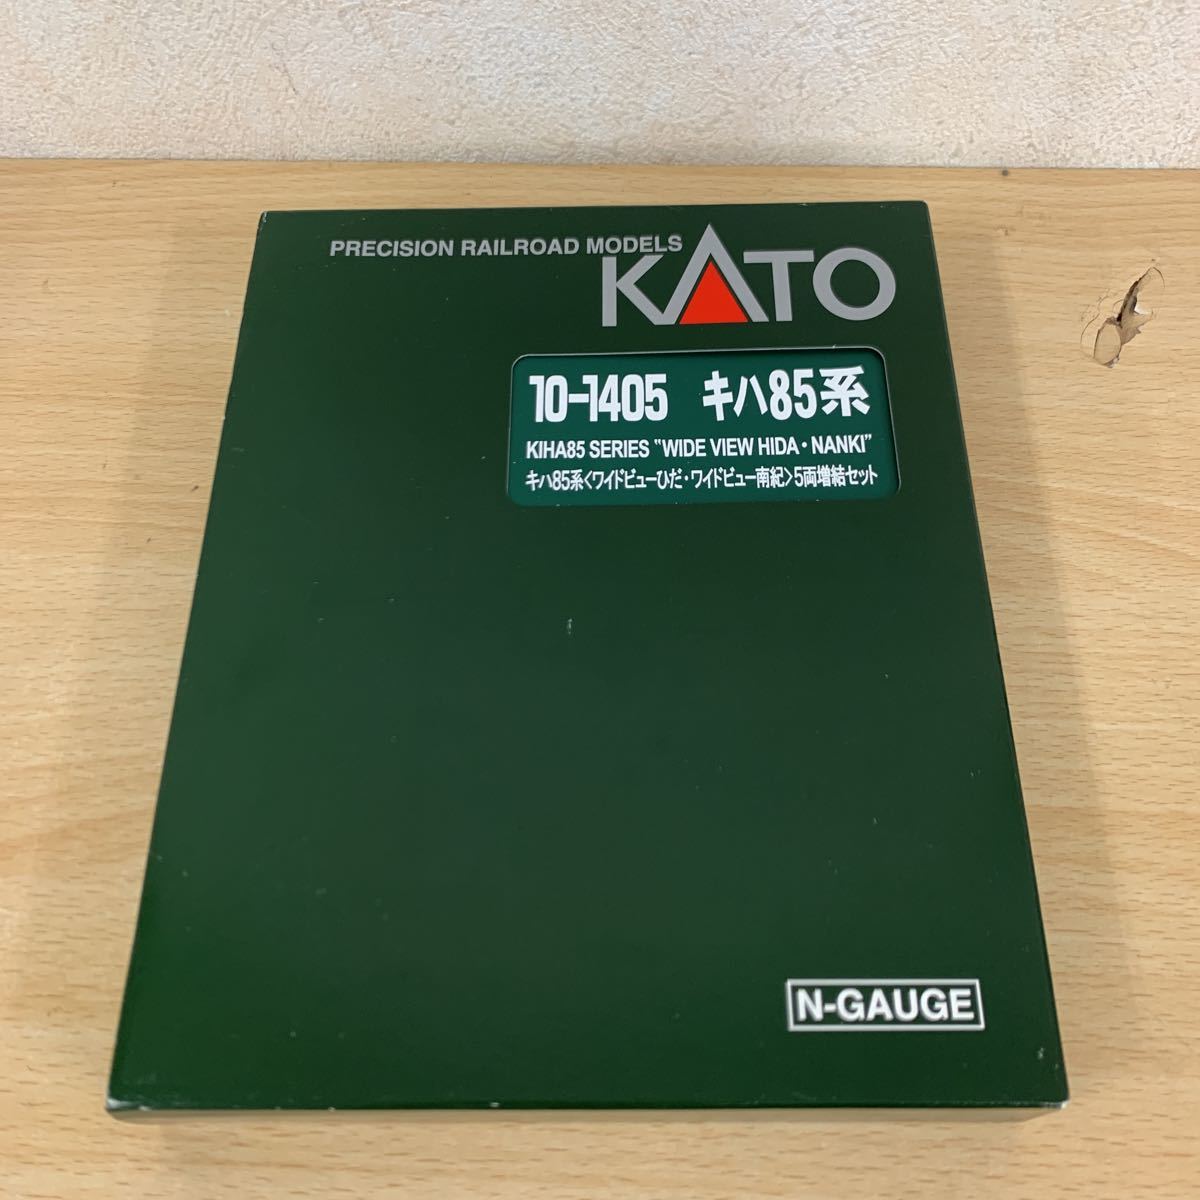 PRECISION RAILROAD MODELS
KATO
10-1405 キハ85系
KIHA85 SERIES "WIDE VIEW HIDA・NANKI"
キハ85系〈ワイドビューひだ・ワイドビュー南紀〉5両増結セット
N-GAUGE